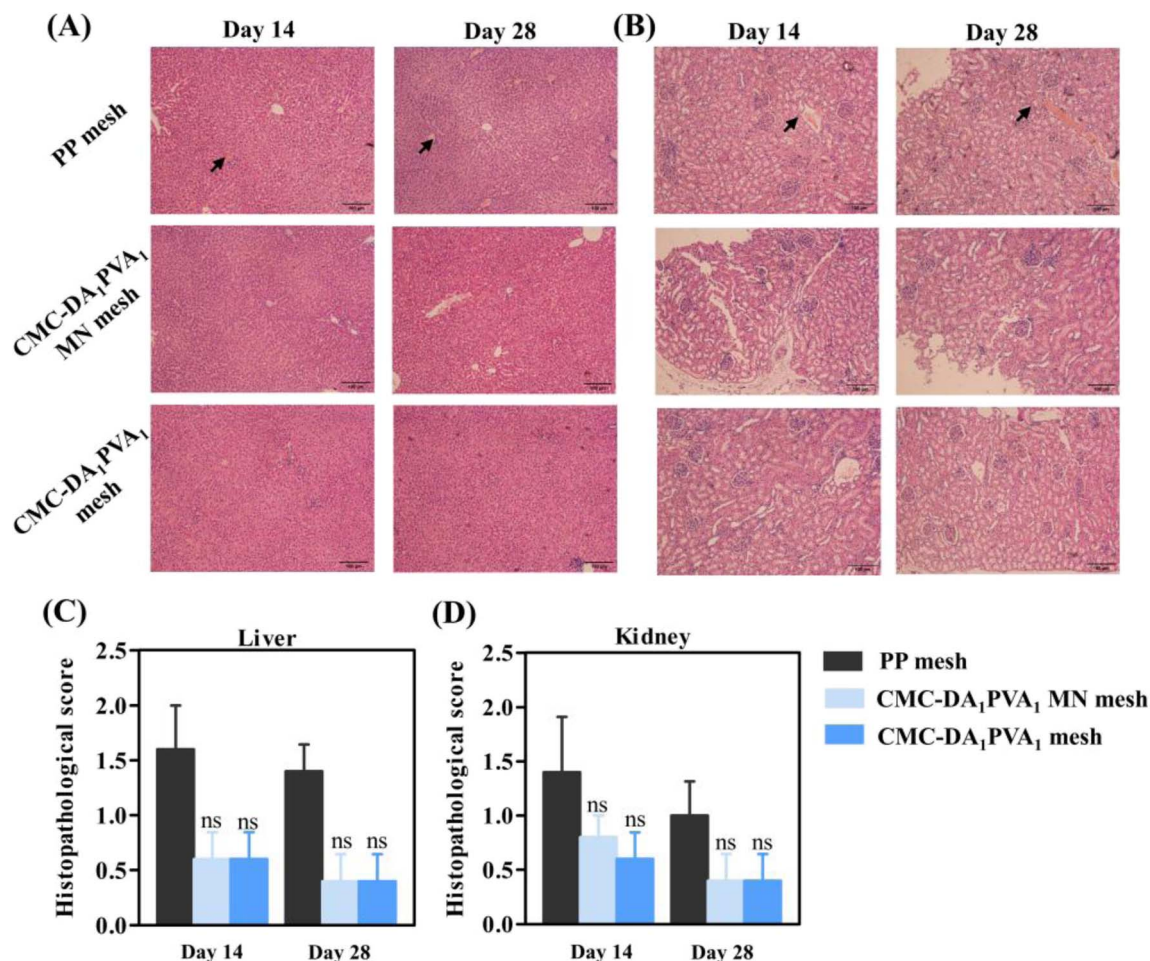 (A)
Day 14
Day 28
(B)
Day 14
Day 28
PP mesh
CMC-DA₁PVA₁
MN mesh
CMC-DA₁PVA₁
mesh
(C)
Liver
Histopathological score
2.5
2.0
1.5
1.0
0.5
0.0
ns
ns
ns
ns
Day 14
Day 28
(D)
Kidney
Histopathological score
2.5
2.0
1.5
1.0
0.5
0.0
ns
ns
ns
ns
Day 14
Day 28
PP mesh
CMC-DA₁PVA₁ MN mesh
CMC-DA₁PVA₁ mesh